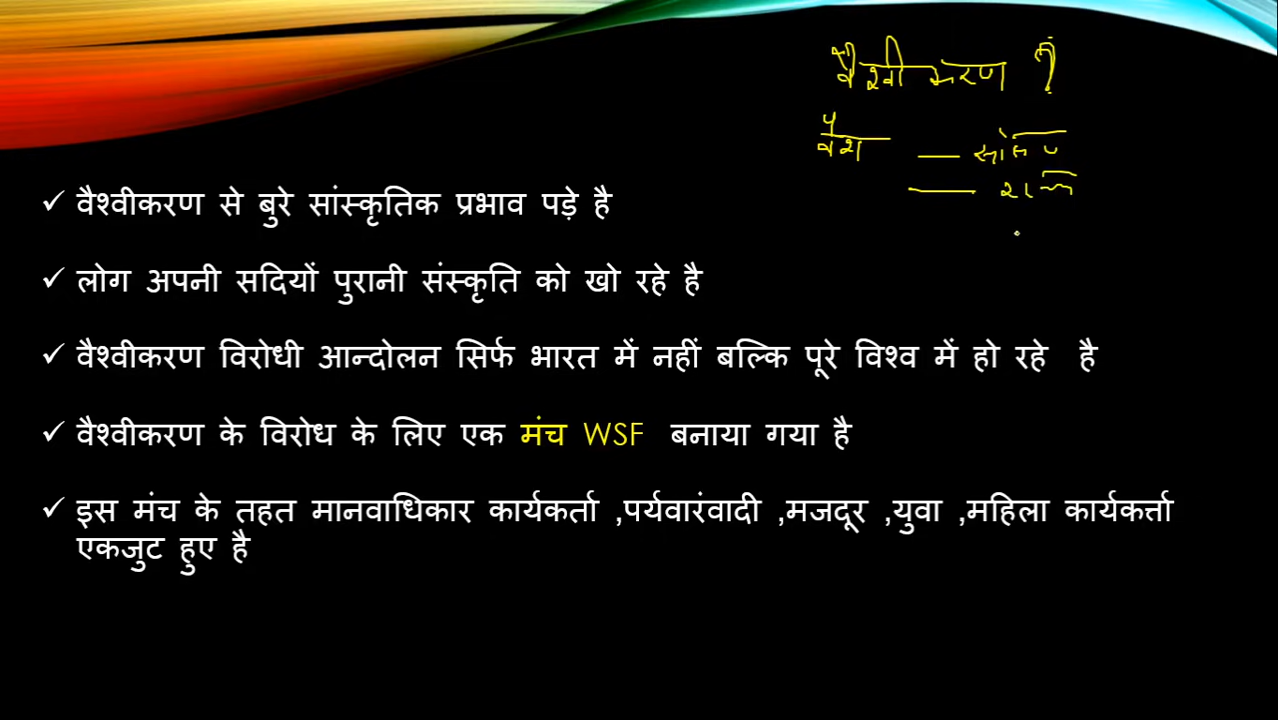 वैश्वीकरण ?
✓ वैश्वीकरण से बुरे सांस्कृतिक प्रभाव पड़े है
✓ लोग अपनी सदियों पुरानी संस्कृति को खो रहे है
✓ वैश्वीकरण विरोधी आन्दोलन सिर्फ भारत में नहीं बल्कि पूरे विश्व में हो रहे है
✓ वैश्वीकरण के विरोध के लिए एक मंच WSF बनाया गया है
✓ इस मंच के तहत मानवाधिकार कार्यकर्ता ,पर्यवारंवादी ,मजदूर ,युवा ,महिला कार्यकर्त्ता
एकजुट हुए है